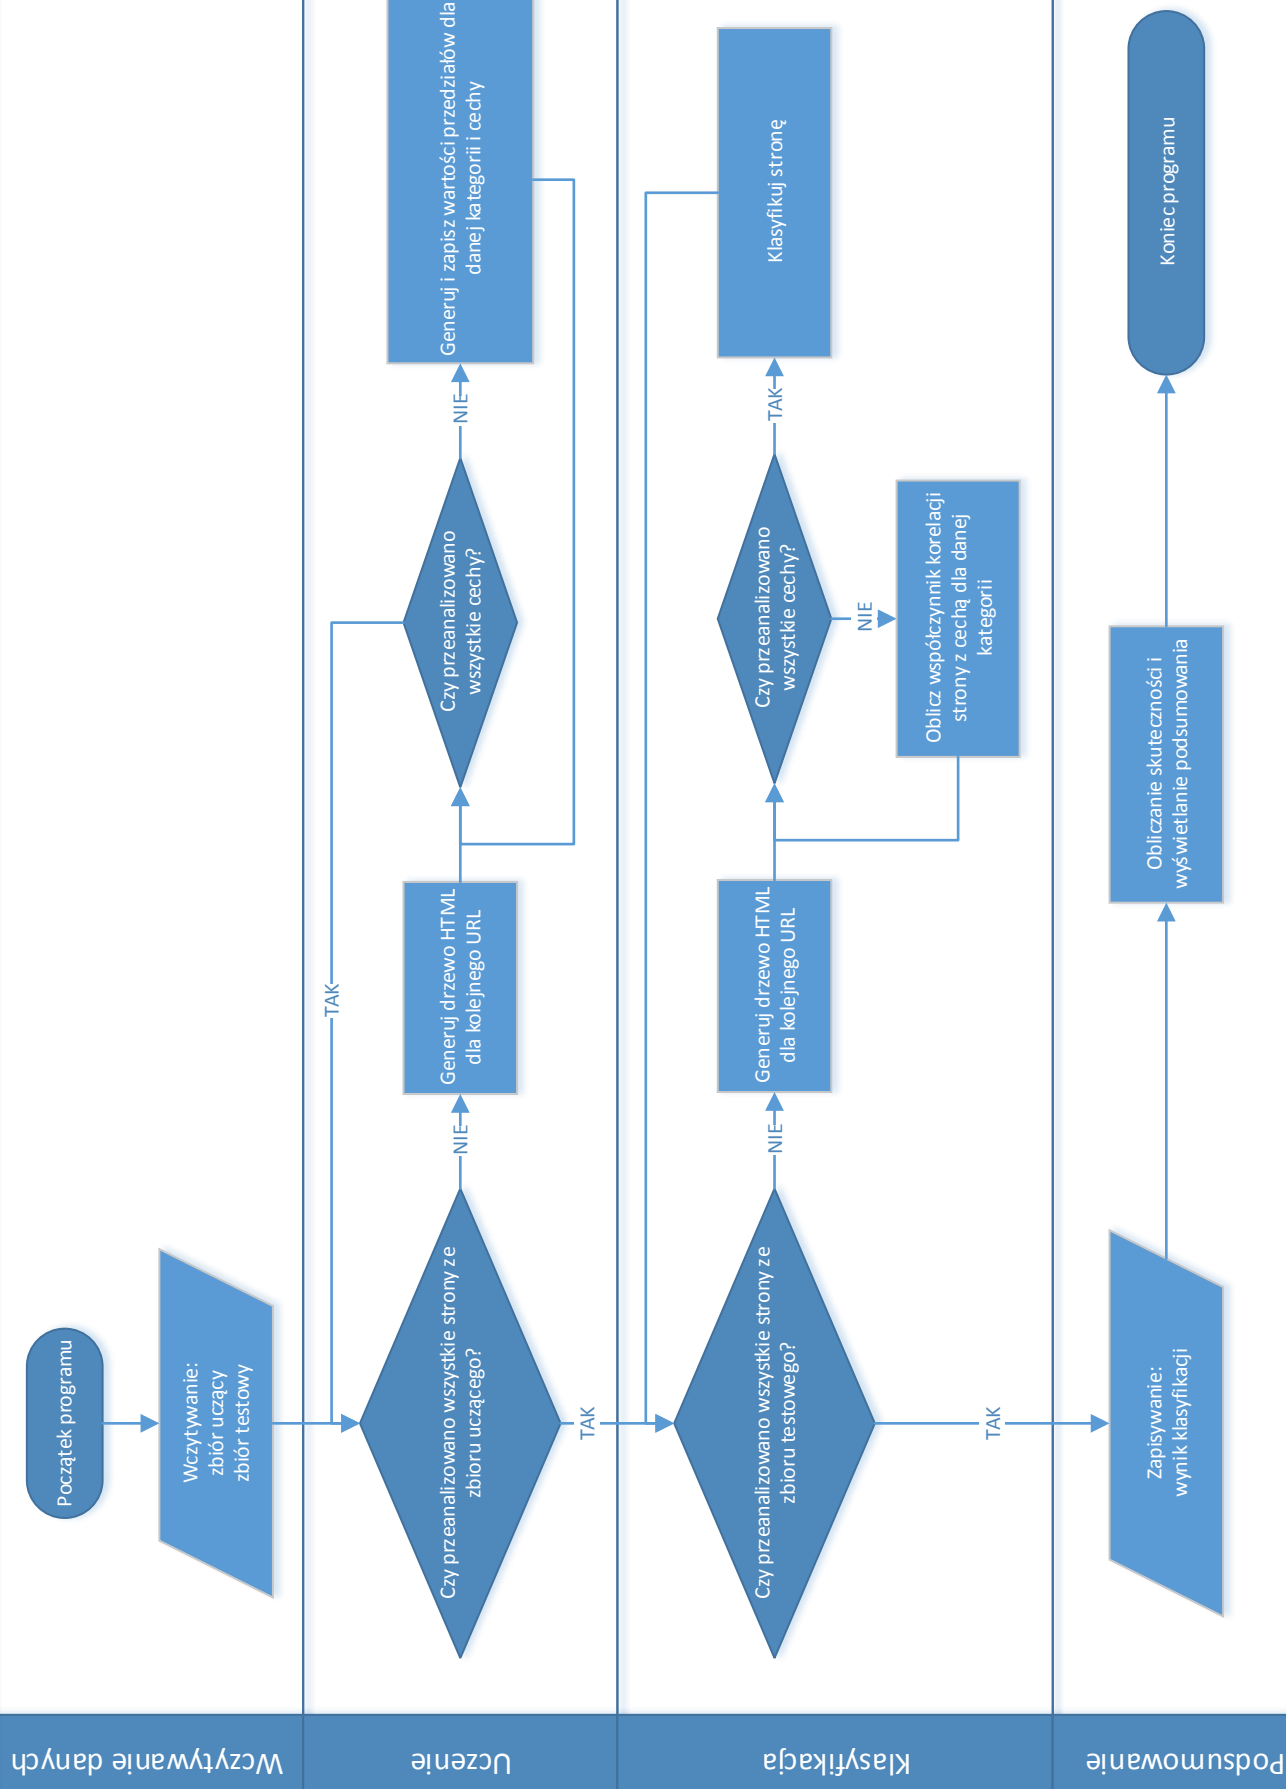 Wczytywanie danych
Początek programu
Wczytywanie:
zbiór uczący
zbiór testowy
Uczenie
Czy przeanalizowano wszystkie strony ze
zbioru uczącego?
NIE
Generuj drzewo HTML
dla kolejnego URL
Czy przeanalizowano
wszystkie cechy?
NIE
Generuj i zapisz wartości przedziałów dla
danej kategorii i cechy
TAK
TAK
Klasyfikacja
Czy przeanalizowano wszystkie strony ze
zbioru testowego?
NIE
Generuj drzewo HTML
dla kolejnego URL
Czy przeanalizowano
wszystkie cechy?
TAK
Klasyfikuj stronę
NIE
Oblicz współczynnik korelacji
strony z cechą dla danej
kategorii
TAK
Podsumowanie
Zapisywanie:
wynik klasyfikacji
Obliczanie skuteczności i
wyświetlanie podsumowania
Koniec programu